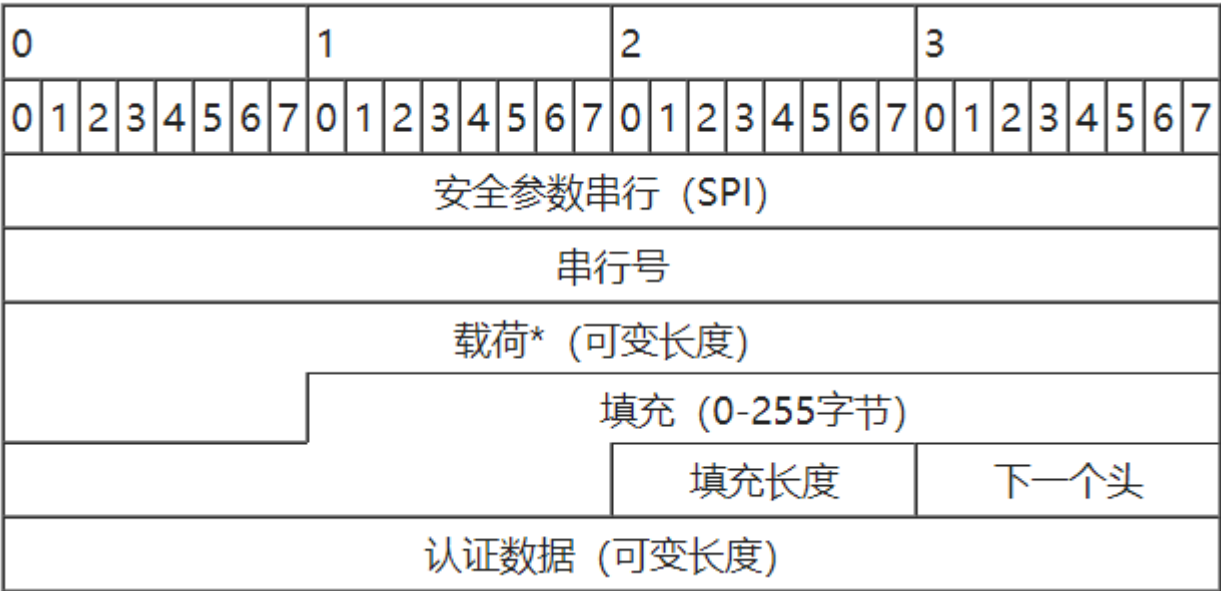 0 1 2 3
0 1 2 3 4 5 6 7 0 1 2 3 4 5 6 7 0 1 2 3 4 5 6 7 0 1 2 3 4 5 6 7
安全参数串行（SPI）
串行号
载荷*（可变长度）
填充（0-255字节）
填充长度 下一个头
认证数据（可变长度）